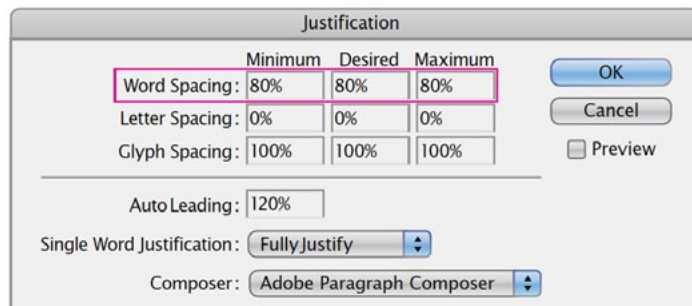 Justification
Minimum Desired Maximum
Word Spacing: 80% 80% 80%
OK
Letter Spacing: 0% 0% 0%
Cancel
Glyph Spacing: 100% 100% 100%
Preview
Auto Leading: 120%
Single Word Justification: Fully Justify
Composer: Adobe Paragraph Composer